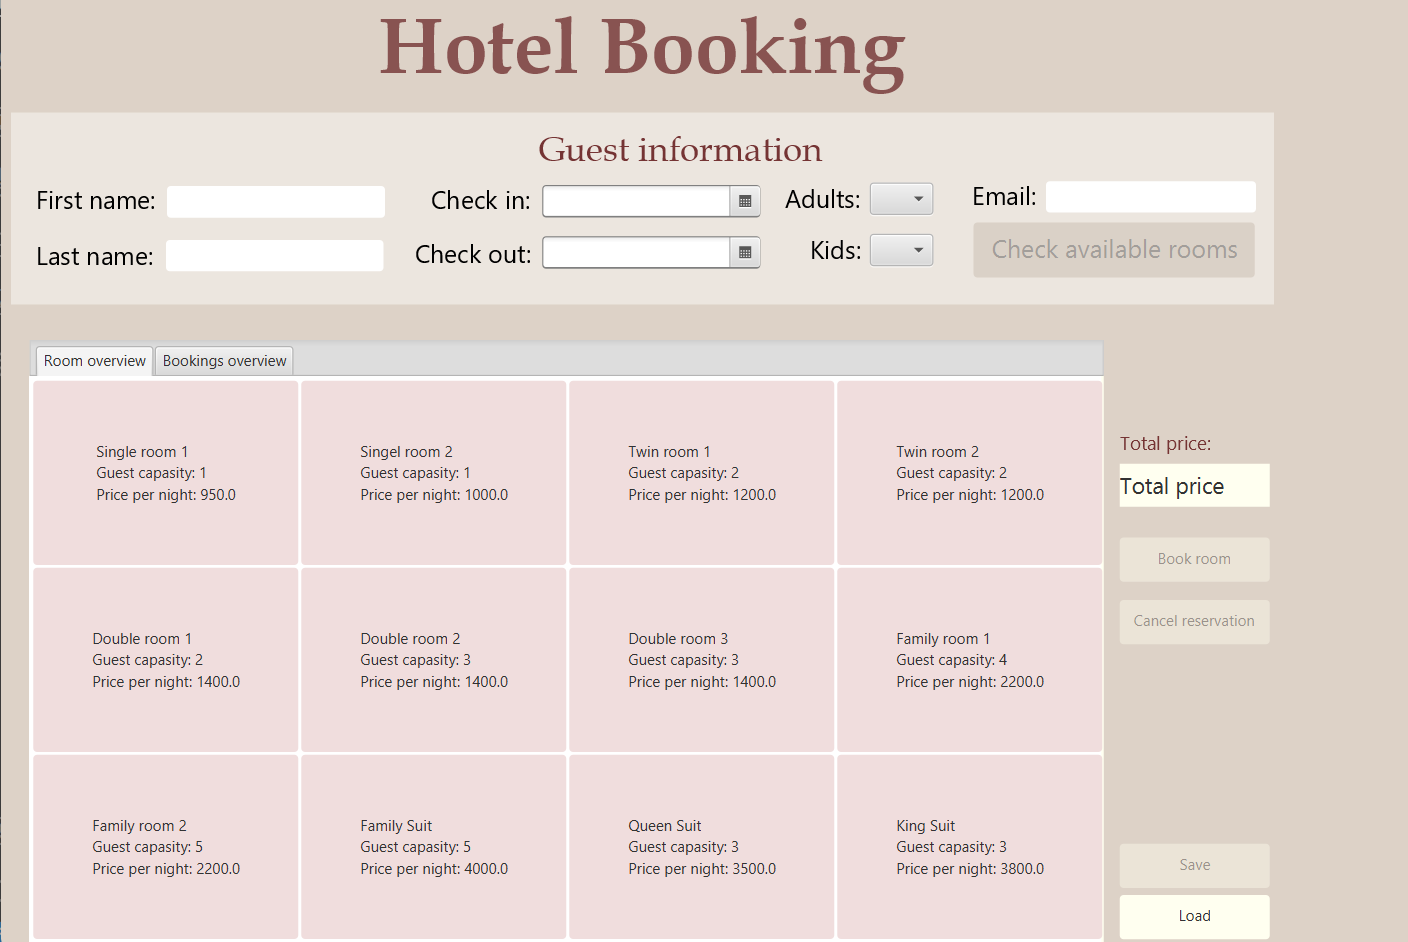 Hotel Booking
Guest information
First name:
Check in:
Adults:
Email:
Last name:
Check out:
Kids:
Check available rooms
Room overview
Bookings overview
Single room 1
Guest capasity: 1
Price per night: 950.0
Singel room 2
Guest capasity: 1
Price per night: 1000.0
Twin room 1
Guest capasity: 2
Price per night: 1200.0
Twin room 2
Guest capasity: 2
Price per night: 1200.0
Double room 1
Guest capasity: 2
Price per night: 1400.0
Double room 2
Guest capasity: 3
Price per night: 1400.0
Double room 3
Guest capasity: 3
Price per night: 1400.0
Family room 1
Guest capasity: 4
Price per night: 2200.0
Family room 2
Guest capasity: 5
Price per night: 2200.0
Family Suit
Guest capasity: 5
Price per night: 4000.0
Queen Suit
Guest capasity: 3
Price per night: 3500.0
King Suit
Guest capasity: 3
Price per night: 3800.0
Total price:
Total price
Book room
Cancel reservation
Save
Load